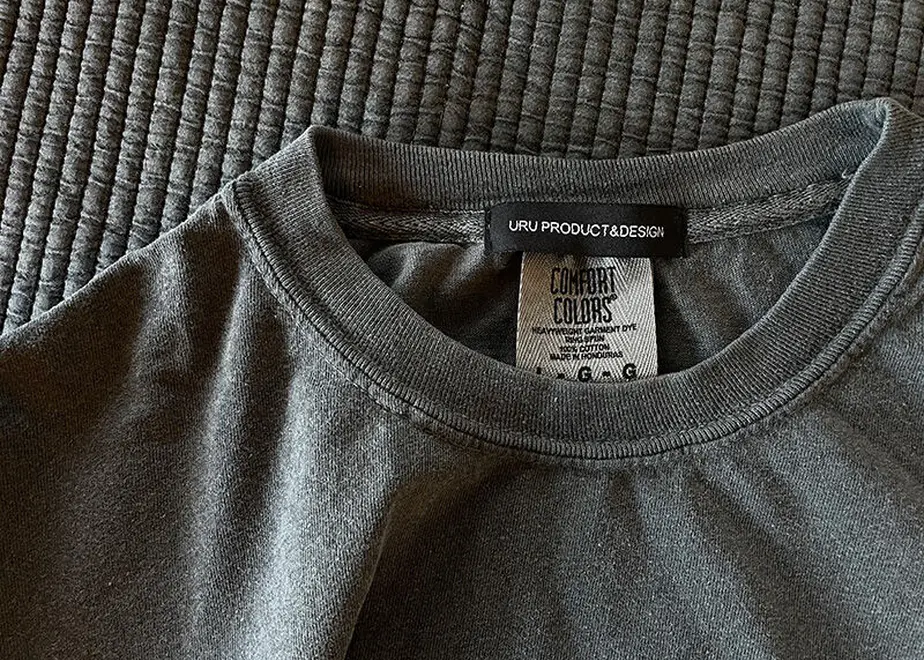 URU PRODUCT&DESIGN
COMFORT
COLORS®
HEAVYWEIGHT GARMENT DYE
RING SPUN
100% COTTON
MADE IN HONDURAS
L - G - G